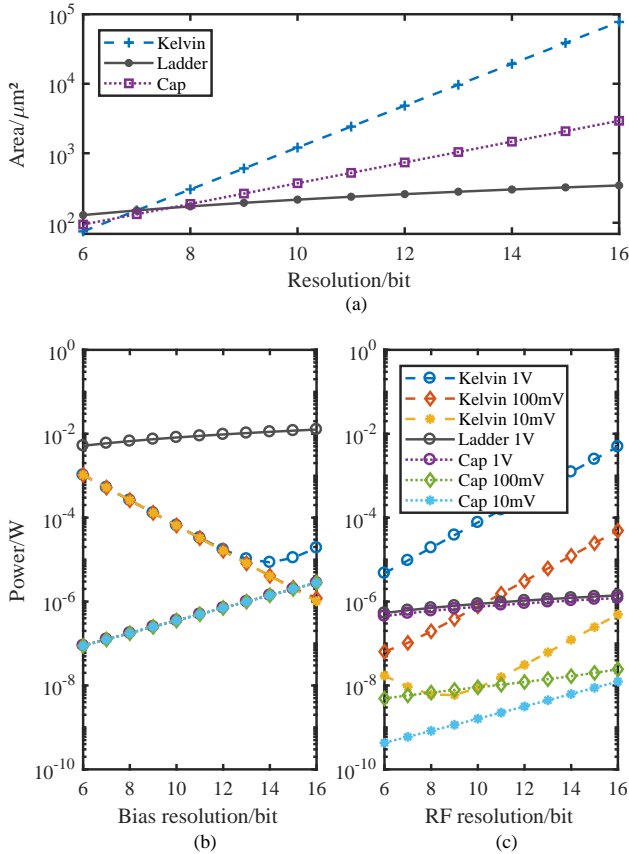 10^5
10^4
10^3
10^2
Area/μm²
Kelvin
Ladder
Cap
6 8 10 12 14 16
Resolution/bit
(a)
10^0
10^-2
10^-4
10^-6
10^-8
10^-10
Power/W
6 8 10 12 14 16
Bias resolution/bit
(b)
10^0
10^-2
10^-4
10^-6
10^-8
10^-10
Kelvin 1V
Kelvin 100mV
Kelvin 10mV
Ladder 1V
Cap 1V
Cap 100mV
Cap 10mV
6 8 10 12 14 16
RF resolution/bit
(c)